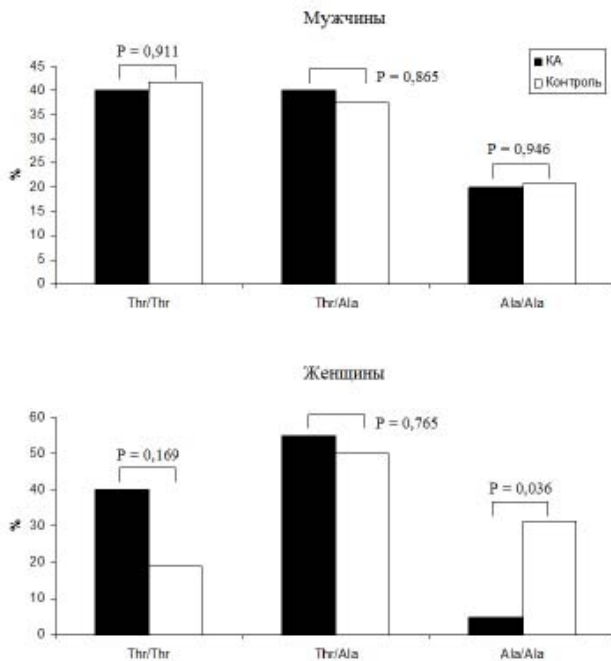 Мужчины
P = 0,911
P = 0,865
P = 0,946
КА
Контроль
%
45
40
35
30
25
20
15
10
5
0
Thr/Thr
Thr/Ala
Ala/Ala
Женщины
P = 0,169
P = 0,765
P = 0,036
%
60
50
40
30
20
10
0
Thr/Thr
Thr/Ala
Ala/Ala